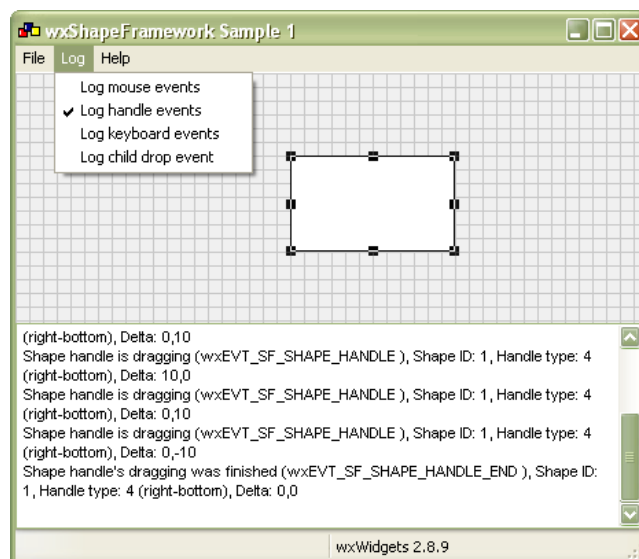 wxShapeFramework Sample 1
File Log Help
Log mouse events
Log handle events
Log keyboard events
Log child drop event
(right-bottom), Delta: 0,10
Shape handle is dragging (wxEVT_SF_SHAPE_HANDLE ), Shape ID: 1, Handle type: 4
(right-bottom), Delta: 10,0
Shape handle is dragging (wxEVT_SF_SHAPE_HANDLE ), Shape ID: 1, Handle type: 4
(right-bottom), Delta: 0,10
Shape handle is dragging (wxEVT_SF_SHAPE_HANDLE ), Shape ID: 1, Handle type: 4
(right-bottom), Delta: 0,-10
Shape handle's dragging was finished (wxEVT_SF_SHAPE_HANDLE_END ), Shape ID:
1, Handle type: 4 (right-bottom), Delta: 0,0
wxWidgets 2.8.9